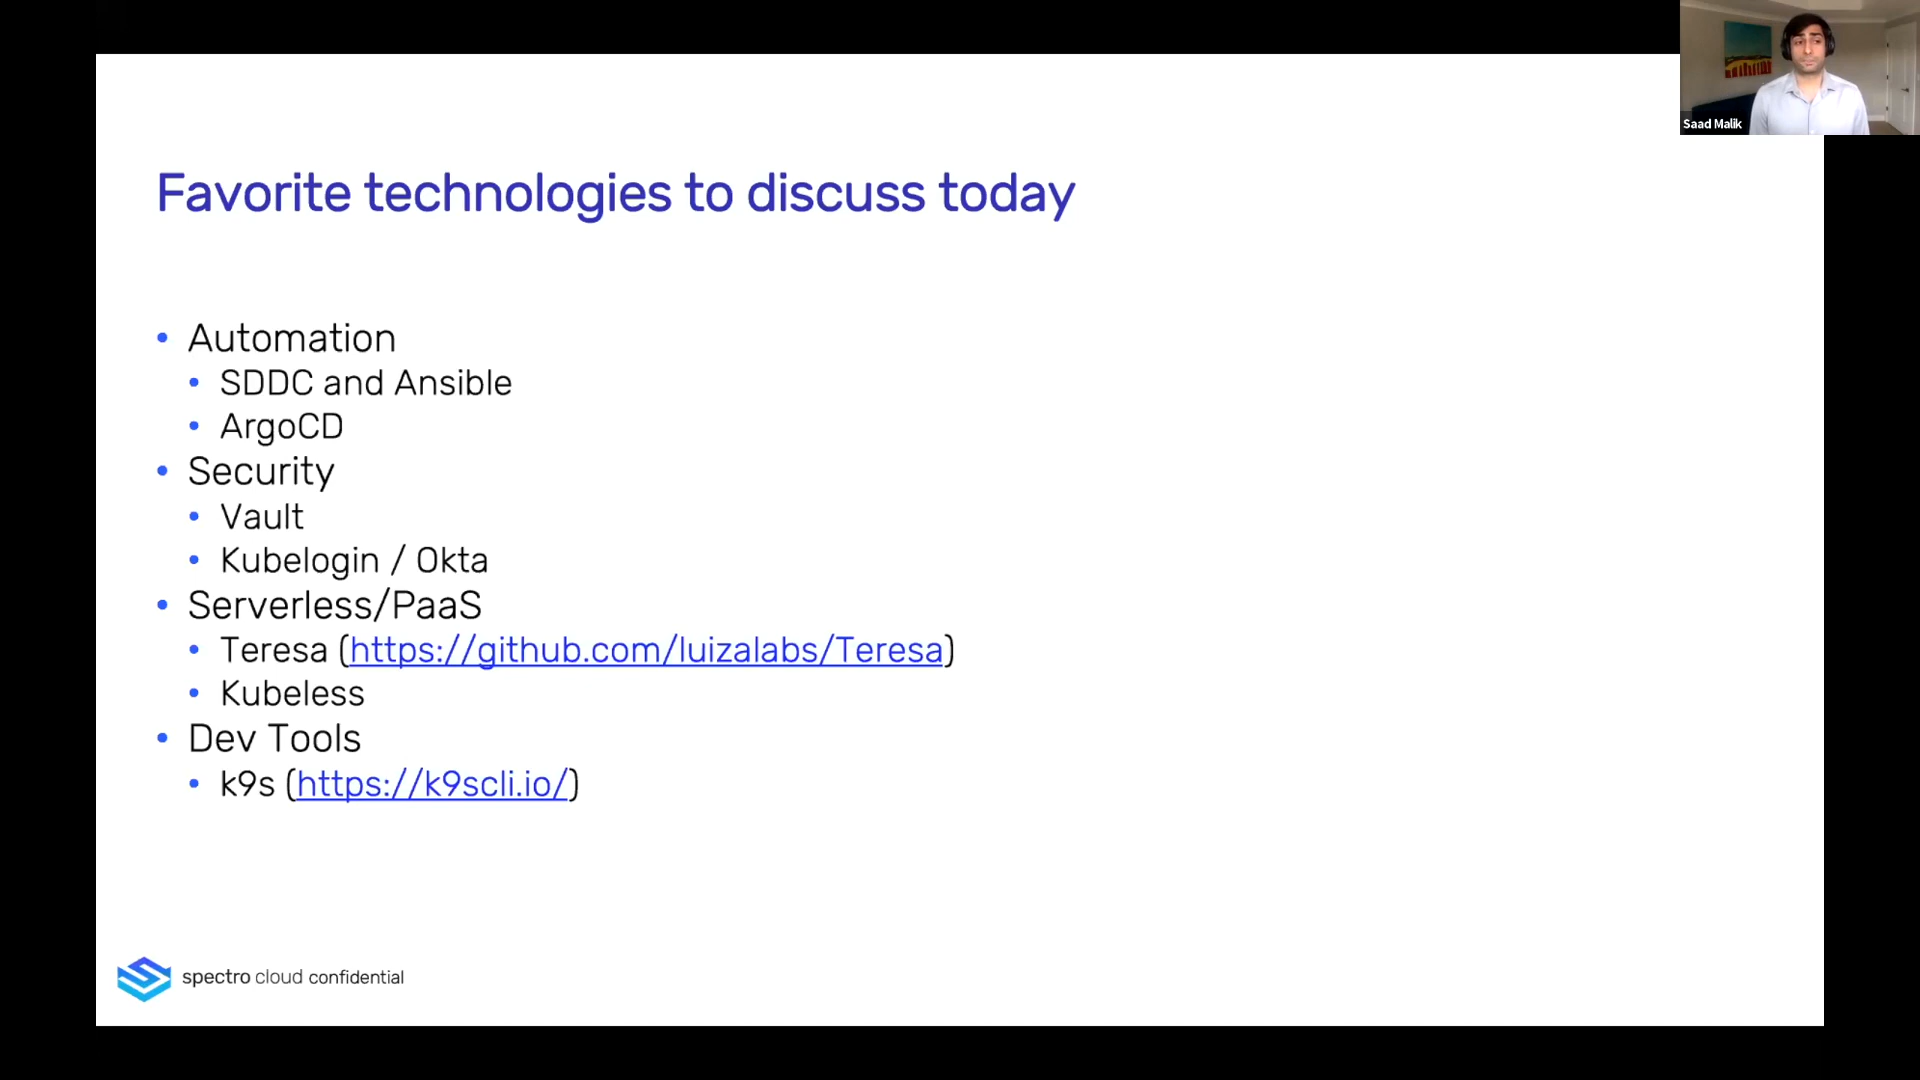 Saad Malik
Favorite technologies to discuss today
• Automation
• SDDC and Ansible
• ArgoCD
• Security
• Vault
• Kubelogin / Okta
• Serverless/PaaS
• Teresa (https://github.com/luizalabs/Teresa)
• Kubeless
• Dev Tools
• k9s (https://k9scli.io/)
spectro cloud confidential